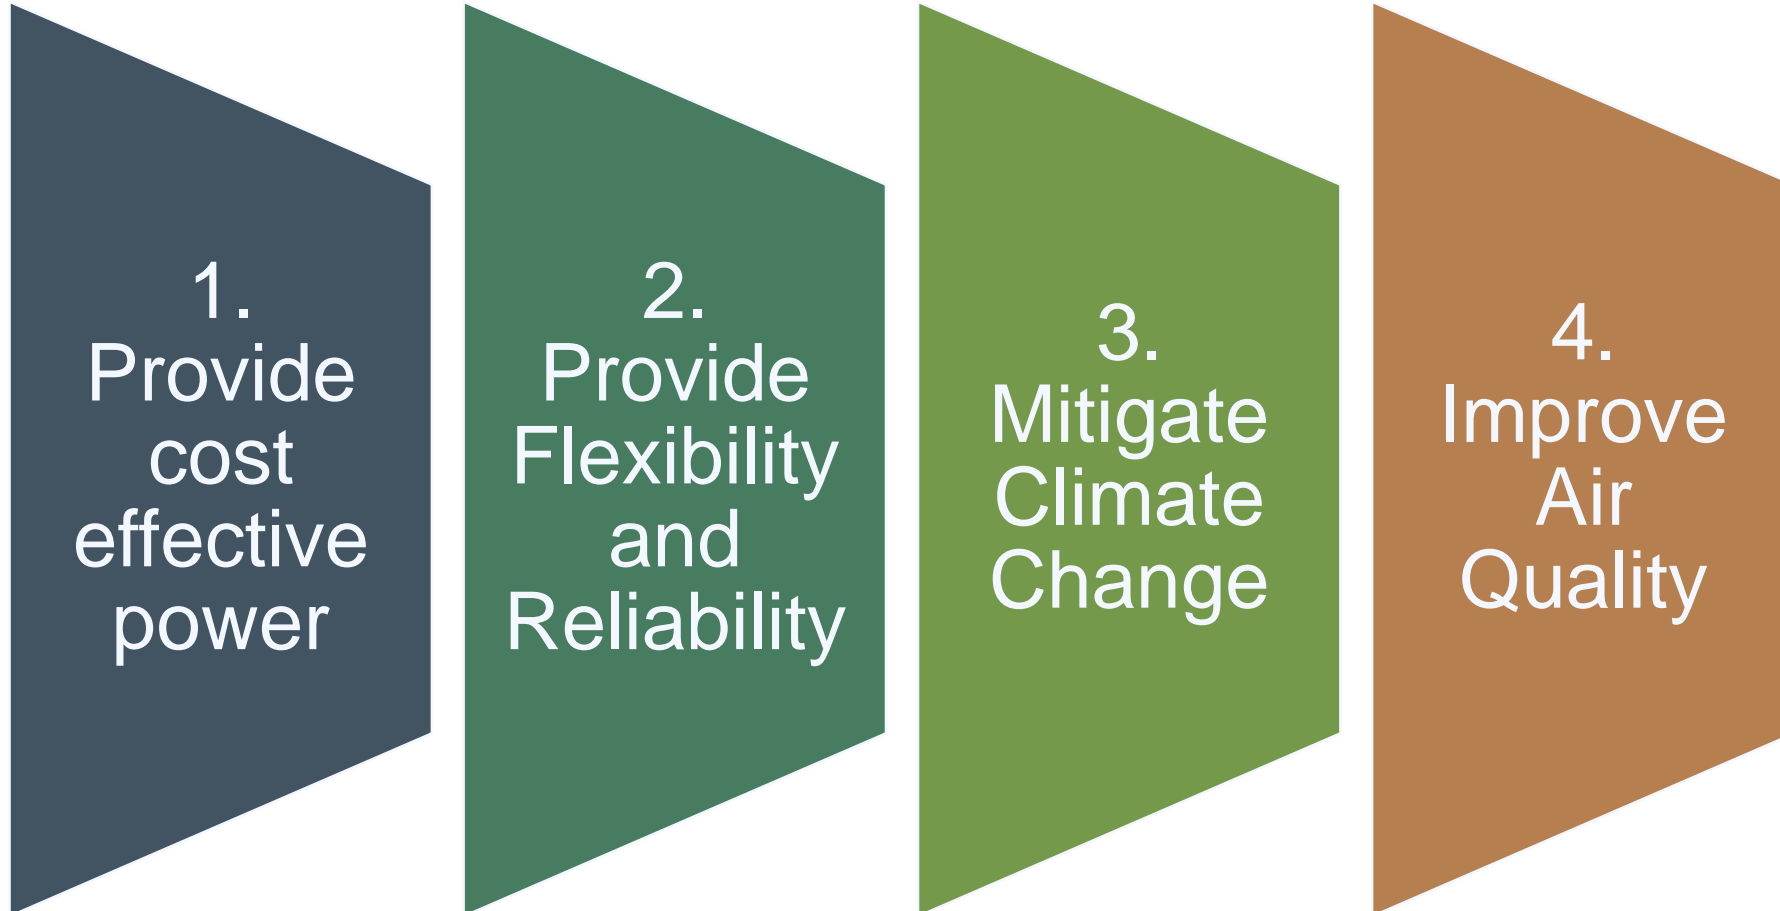 1.
Provide
cost
effective
power
2.
Provide
Flexibility
and
Reliability
3.
Mitigate
Climate
Change
4.
Improve
Air
Quality